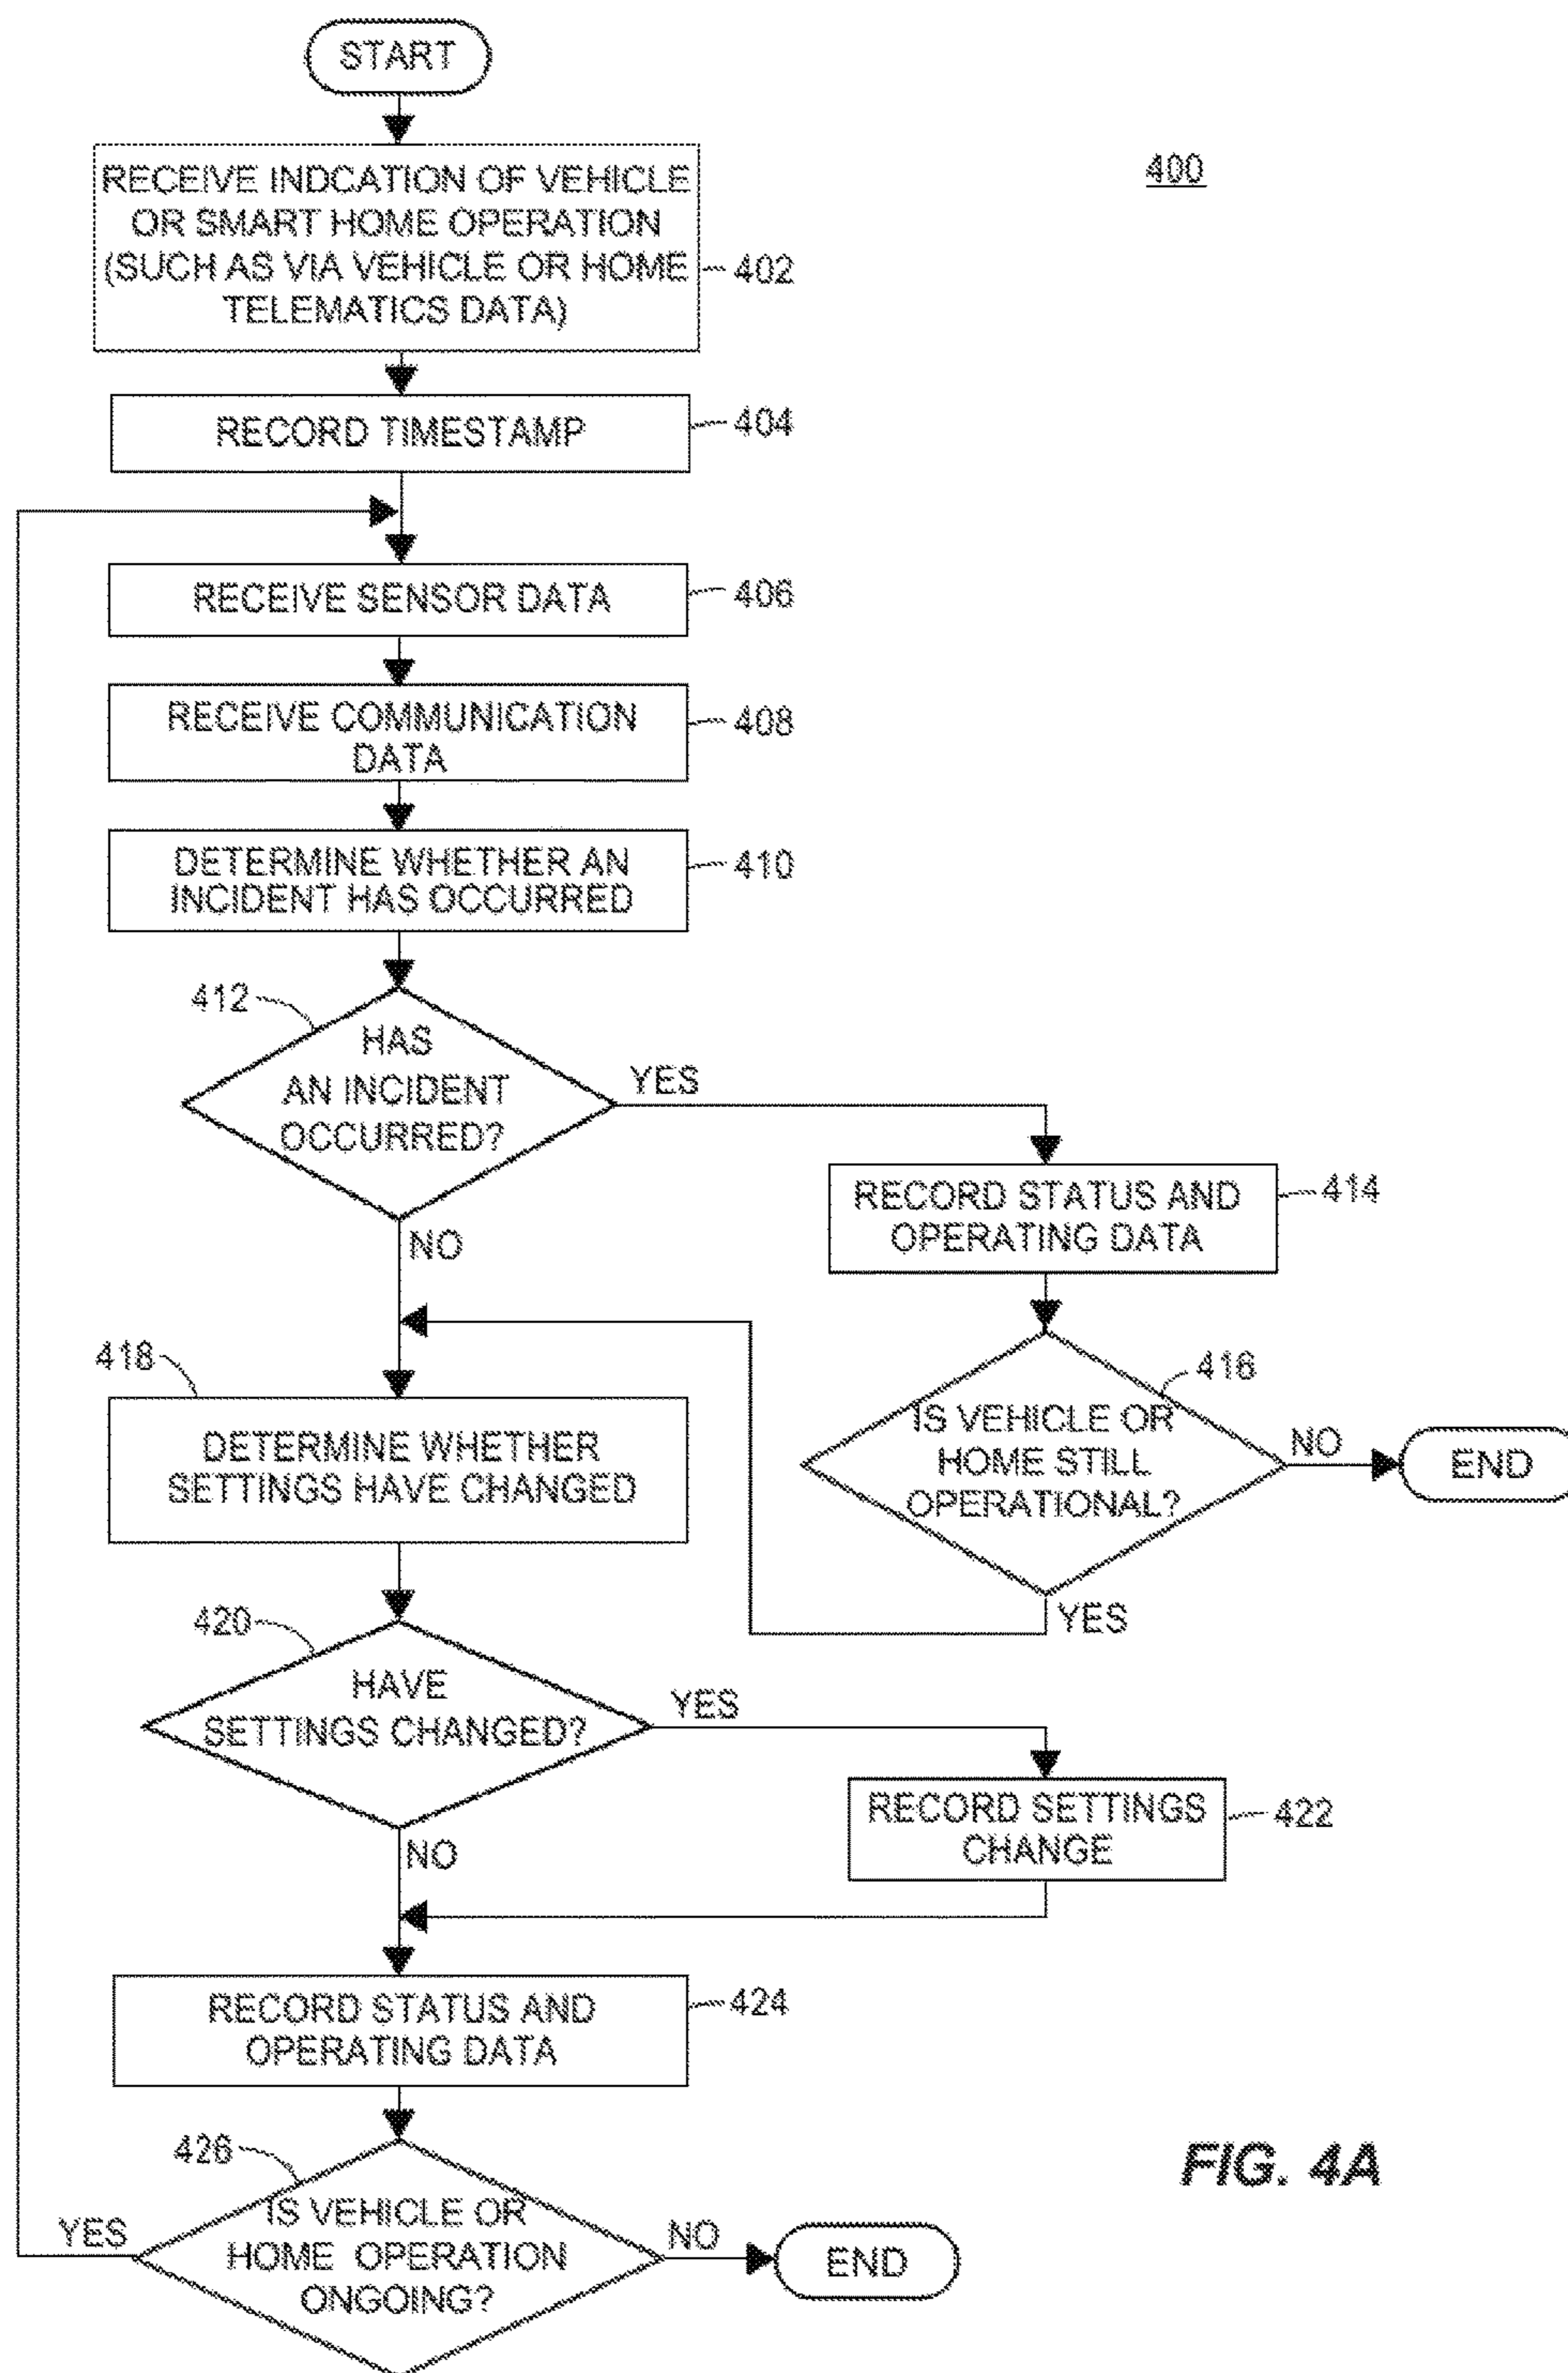 START
400
RECEIVE INDCATION OF VEHICLE
OR SMART HOME OPERATION
(SUCH AS VIA VEHICLE OR HOME
TELEMATICS DATA)
402
RECORD TIMESTAMP
404
RECEIVE SENSOR DATA
406
RECEIVE COMMUNICATION
DATA
408
DETERMINE WHETHER AN
INCIDENT HAS OCCURRED
410
412
HAS
AN INCIDENT
OCCURRED?
YES
NO
RECORD STATUS AND
OPERATING DATA
414
416
IS VEHICLE OR
HOME STILL
OPERATIONAL?
NO
END
YES
418
DETERMINE WHETHER
SETTINGS HAVE CHANGED
420
HAVE
SETTINGS CHANGED?
YES
NO
RECORD SETTINGS
CHANGE
422
RECORD STATUS AND
OPERATING DATA
424
426
IS VEHICLE OR
HOME OPERATION
ONGOING?
YES
NO
END
FIG. 4A